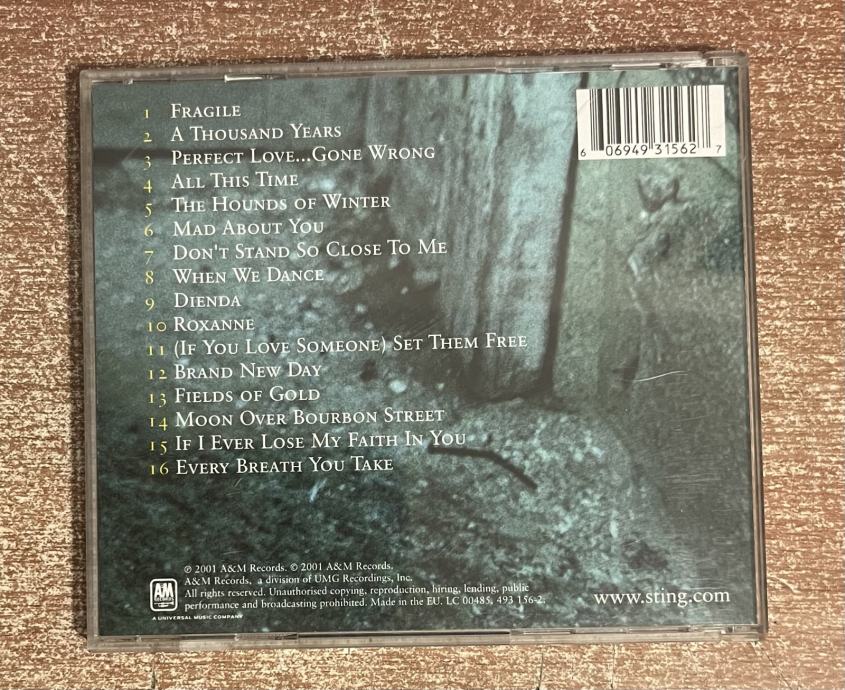 1 Fragile
2 A Thousand Years
3 Perfect Love...Gone Wrong
4 All This Time
5 The Hounds of Winter
6 Mad About You
7 Don't Stand So Close To Me
8 When We Dance
9 Dienda
10 Roxanne
11 (If You Love Someone) Set Them Free
12 Brand New Day
13 Fields of Gold
14 Moon Over Bourbon Street
15 If I Ever Lose My Faith In You
16 Every Breath You Take
6 06949 31562 7
℗ 2001 A&M Records. © 2001 A&M Records.
A&M Records, a division of UMG Recordings, Inc.
All rights reserved. Unauthorised copying, reproduction, hiring, lending, public
performance and broadcasting prohibited. Made in the EU. LC 00485. 493 156-2.
A&M
RECORDS
A UNIVERSAL MUSIC COMPANY
www.sting.com